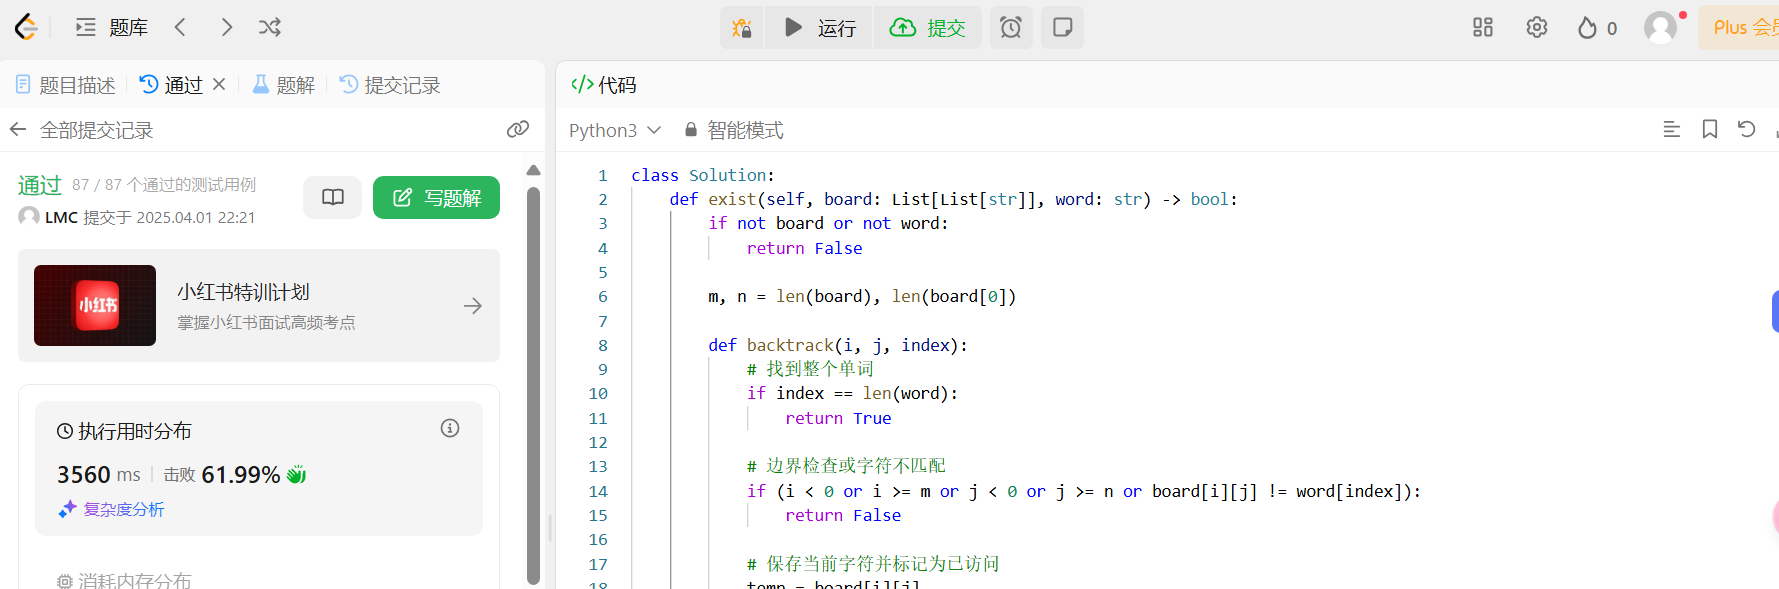 题库
运行
提交
0
Plus 会员
题目描述
通过
题解
提交记录
全部提交记录
通过 87 / 87 个通过的测试用例
LMC 提交于 2025.04.01 22:21
写题解
小红书
小红书特训计划
掌握小红书面试高频考点
执行用时分布
3560 ms 击败 61.99%
复杂度分析
消耗内存分布
</> 代码
Python3 智能模式
1 class Solution:
2 def exist(self, board: List[List[str]], word: str) -> bool:
3 if not board or not word:
4 return False
5
6 m, n = len(board), len(board[0])
7
8 def backtrack(i, j, index):
9 # 找到整个单词
10 if index == len(word):
11 return True
12
13 # 边界检查或字符不匹配
14 if (i < 0 or i >= m or j < 0 or j >= n or board[i][j] != word[index]):
15 return False
16
17 # 保存当前字符并标记为已访问
18 temp = board[i][j]